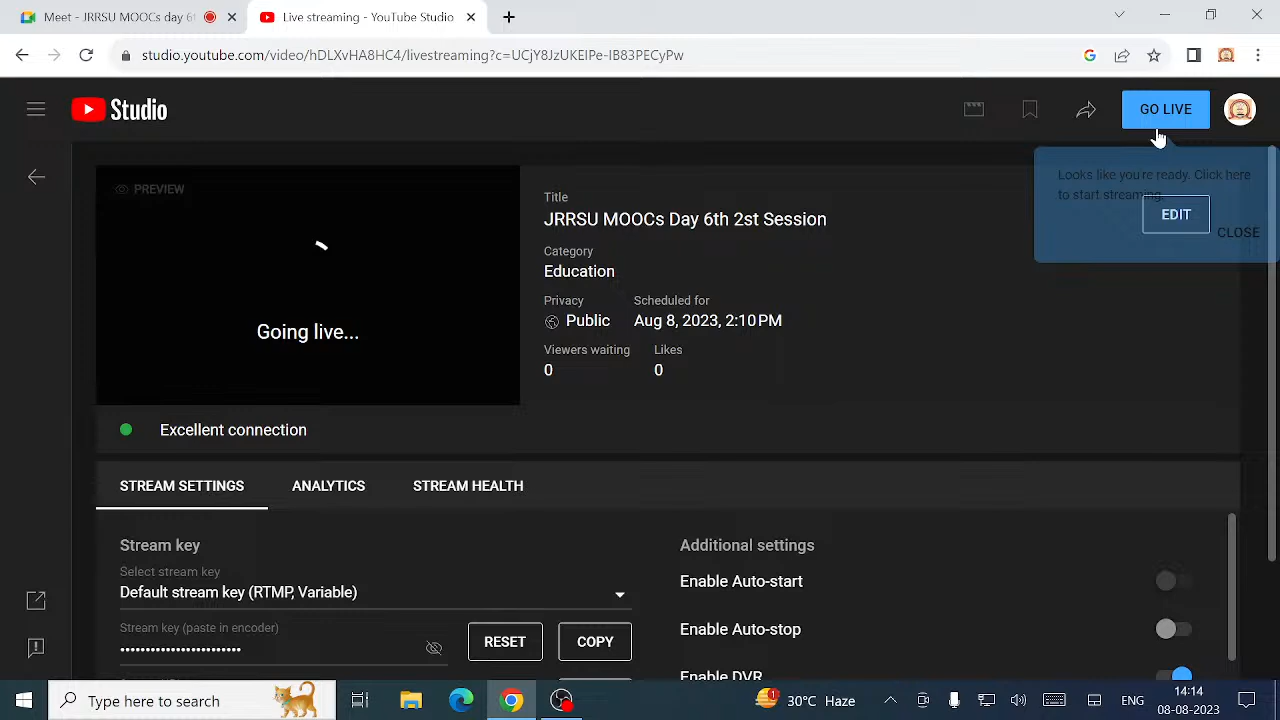 Meet - JRRSU MOOCs day 6t
Live streaming - YouTube Studio
studio.youtube.com/video/hDLXvHA8HC4/livestreaming?c=UCjY8JzUKEIPe-IB83PECyPw
Studio
GO LIVE
Looks like you're ready. Click here
to start streaming.
EDIT
CLOSE
PREVIEW
Going live...
Title
JRRSU MOOCs Day 6th 2st Session
Category
Education
Privacy
Scheduled for
Public
Aug 8, 2023, 2:10 PM
Viewers waiting
Likes
0
0
Excellent connection
STREAM SETTINGS
ANALYTICS
STREAM HEALTH
Stream key
Select stream key
Default stream key (RTMP, Variable)
Stream key (paste in encoder)
RESET
COPY
Additional settings
Enable Auto-start
Enable Auto-stop
Enable DVR
Type here to search
1
30°C Haze
ENG
14:14
08-08-2023